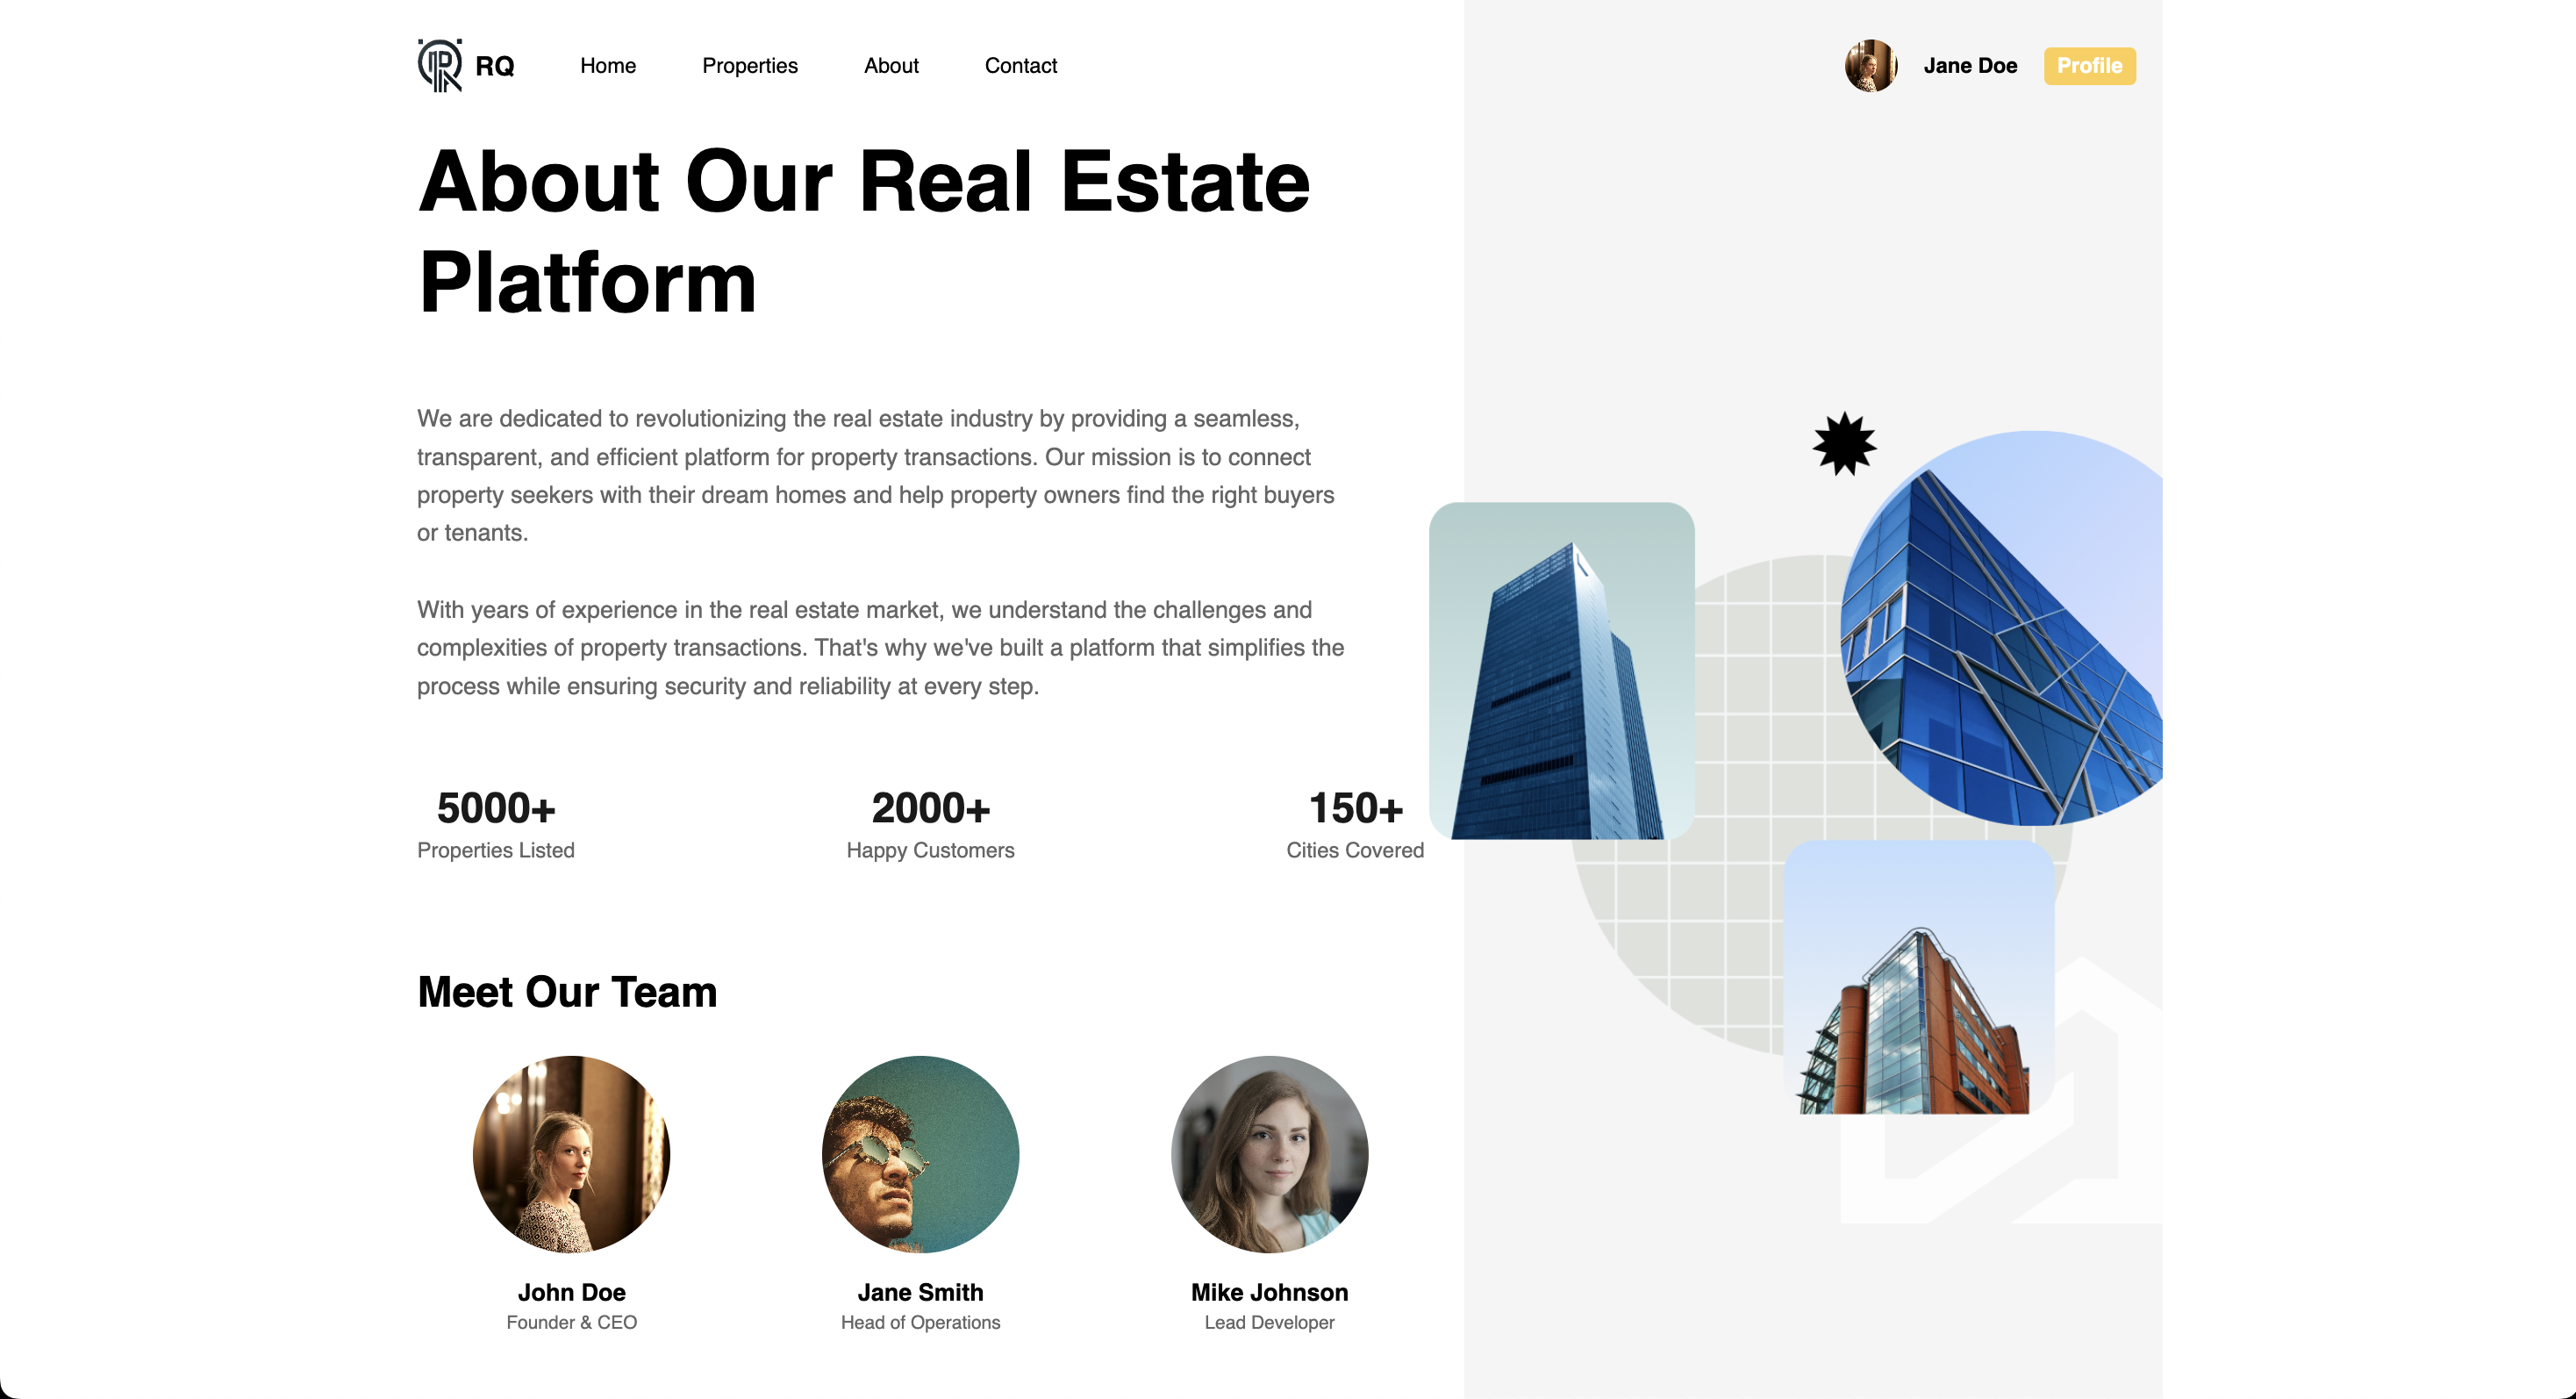 RQ Home Properties About Contact Jane Doe Profile
About Our Real Estate
Platform
We are dedicated to revolutionizing the real estate industry by providing a seamless,
transparent, and efficient platform for property transactions. Our mission is to connect
property seekers with their dream homes and help property owners find the right buyers
or tenants.
With years of experience in the real estate market, we understand the challenges and
complexities of property transactions. That's why we've built a platform that simplifies the
process while ensuring security and reliability at every step.
5000+ 2000+ 150+
Properties Listed Happy Customers Cities Covered
Meet Our Team
John Doe Jane Smith Mike Johnson
Founder & CEO Head of Operations Lead Developer